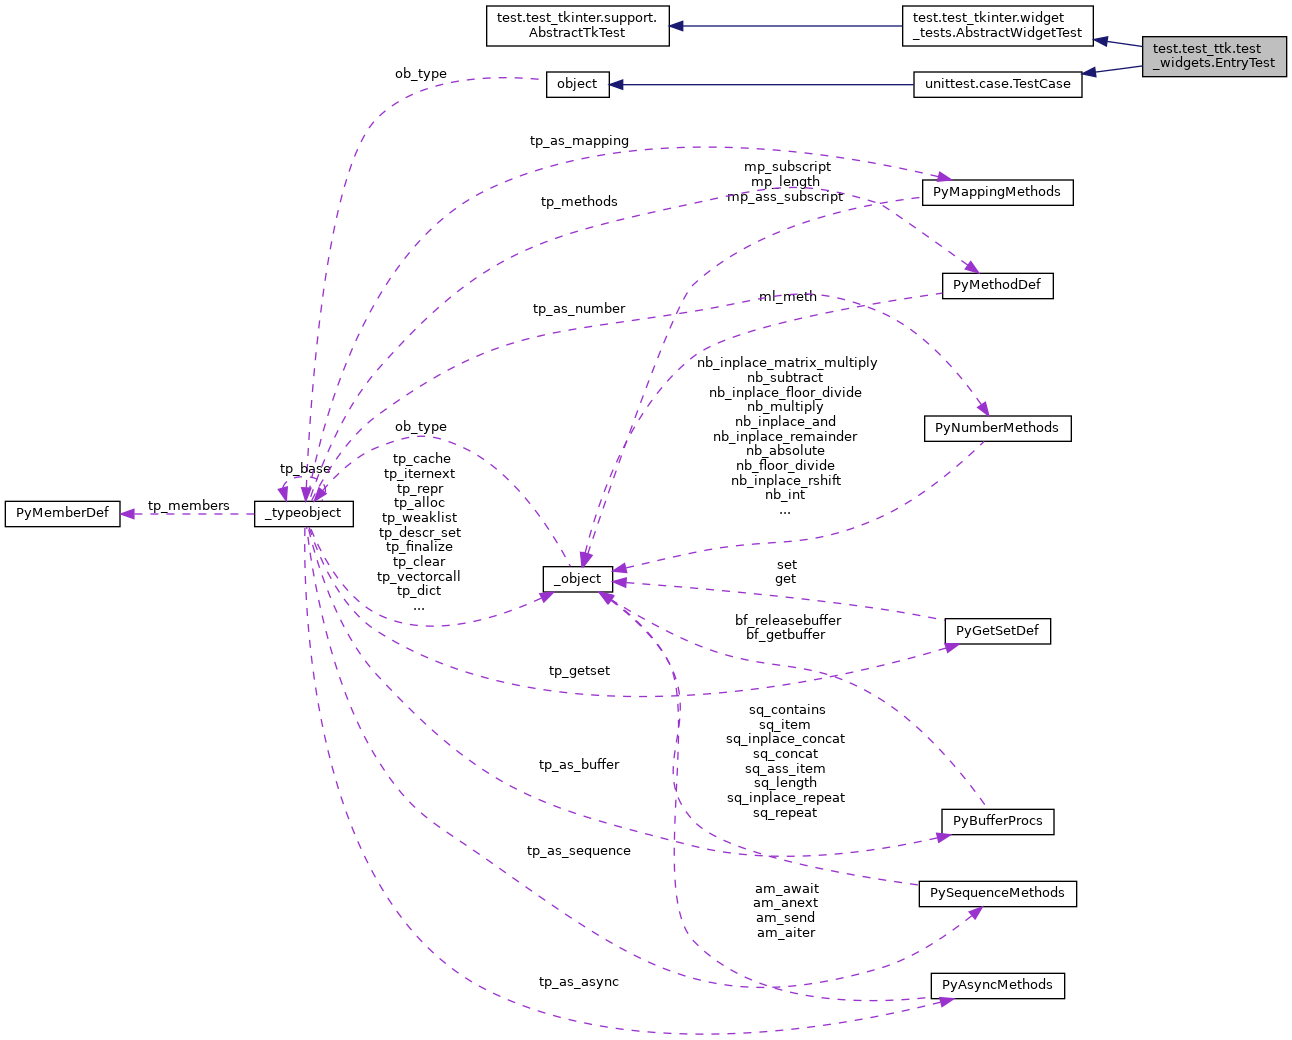 test.test_tkinter.support.
AbstractTkTest
test.test_tkinter.widget
_tests.AbstractWidgetTest
test.test_ttk.test
_widgets.EntryTest
ob_type
object
unittest.case.TestCase
tp_as_mapping
mp_subscript
mp_length
mp_ass_subscript
PyMappingMethods
tp_methods
PyMethodDef
ml_meth
tp_as_number
nb_inplace_matrix_multiply
nb_subtract
nb_inplace_floor_divide
nb_multiply
nb_inplace_and
nb_inplace_remainder
nb_absolute
nb_floor_divide
nb_inplace_rshift
nb_int
...
PyNumberMethods
ob_type
tp_base
tp_cache
tp_iternext
tp_repr
tp_alloc
tp_weaklist
tp_descr_set
tp_finalize
tp_clear
tp_vectorcall
tp_dict
...
PyMemberDef
tp_members
_typeobject
_object
set
get
PyGetSetDef
bf_releasebuffer
bf_getbuffer
tp_getset
sq_contains
sq_item
sq_inplace_concat
sq_concat
sq_ass_item
sq_length
sq_inplace_repeat
sq_repeat
tp_as_buffer
PyBufferProcs
tp_as_sequence
PySequenceMethods
am_await
am_anext
am_send
am_aiter
tp_as_async
PyAsyncMethods